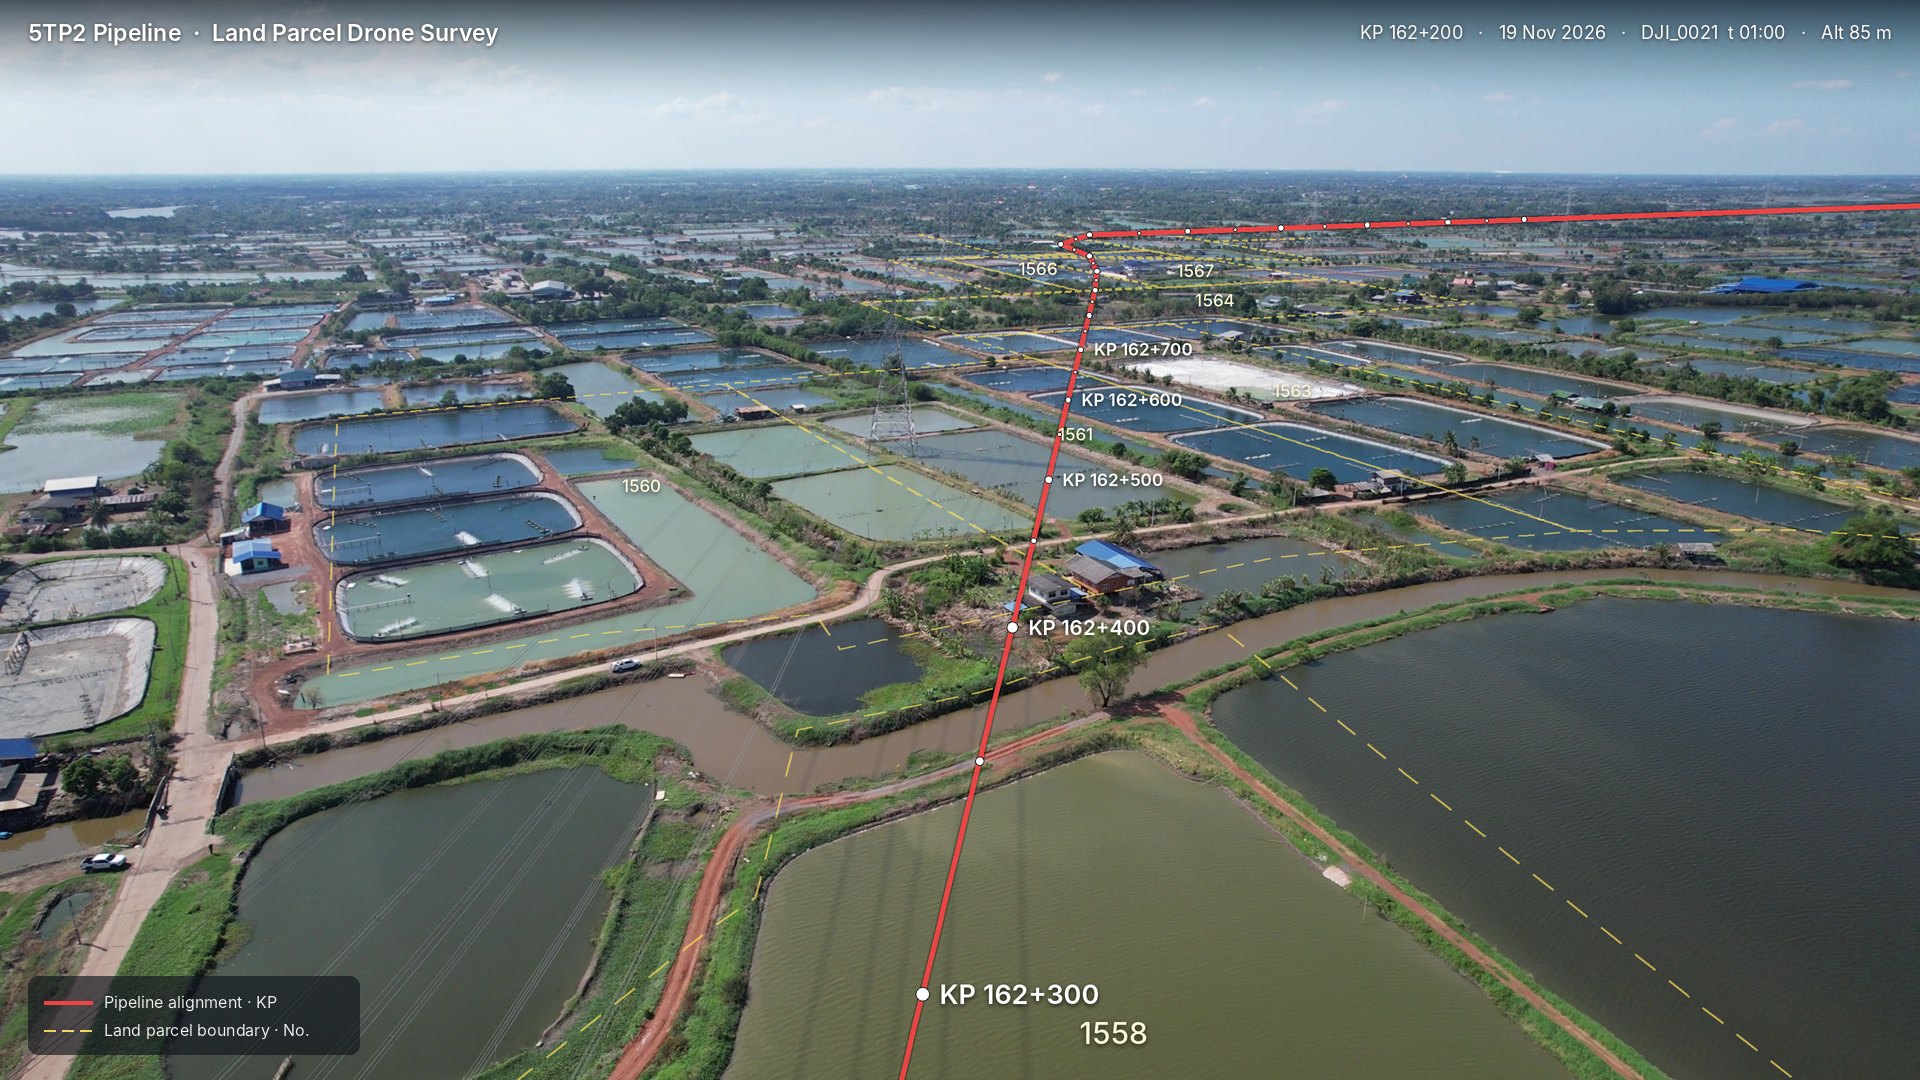 5TP2 Pipeline · Land Parcel Drone Survey
KP 162+200 · 19 Nov 2026 · DJI_0021 t 01:00 · Alt 85 m
1566
1567
1564
KP 162+700
1563
KP 162+600
1561
KP 162+500
1560
KP 162+400
KP 162+300
1558
Pipeline alignment · KP
Land parcel boundary · No.